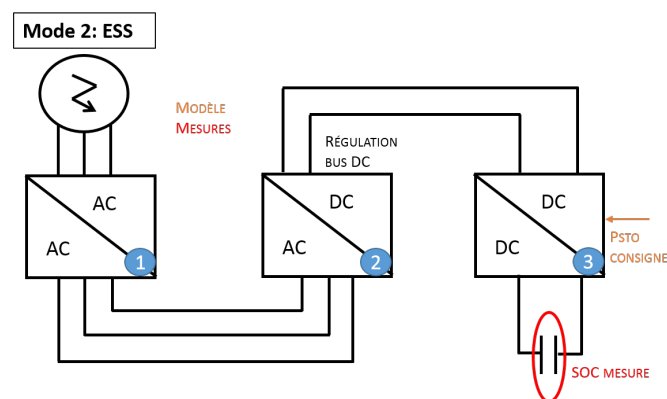 Mode 2: ESS
MODÈLE
MESURES
RÉGULATION
BUS DC
AC
AC
1
DC
AC
2
DC
DC
3
PSTO
CONSIGNE
SOC MESURE